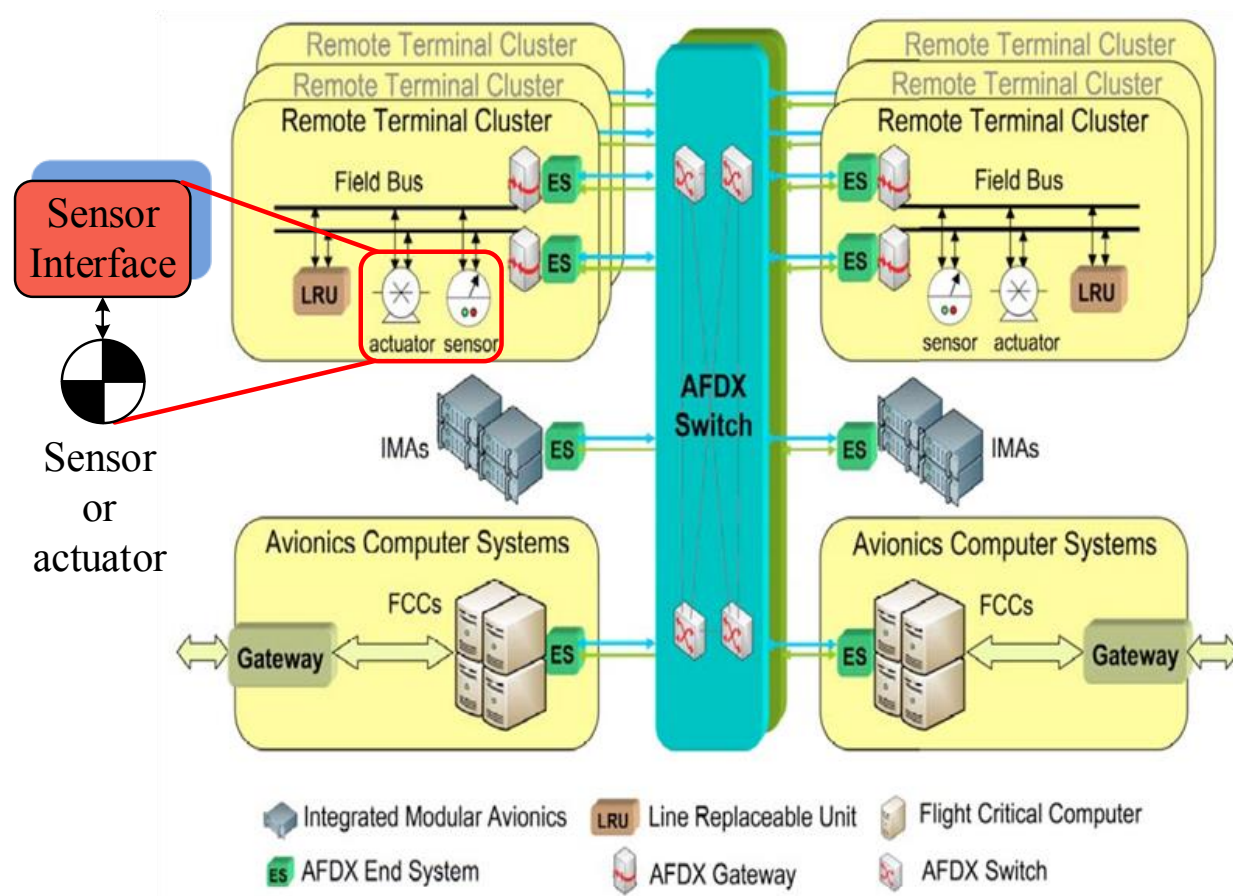 Remote Terminal Cluster
Remote Terminal Cluster
Remote Terminal Cluster
Field Bus
ES
ES
LRU
actuator
sensor
Sensor
Interface
Sensor
or
actuator
IMAs
ES
Avionics Computer Systems
FCCs
Gateway
ES
AFDX
Switch
Remote Terminal Cluster
Remote Terminal Cluster
Remote Terminal Cluster
ES
Field Bus
ES
LRU
sensor
actuator
ES
IMAs
Avionics Computer Systems
FCCs
ES
Gateway
Integrated Modular Avionics
LRU
Line Replaceable Unit
Flight Critical Computer
ES
AFDX End System
AFDX Gateway
AFDX Switch